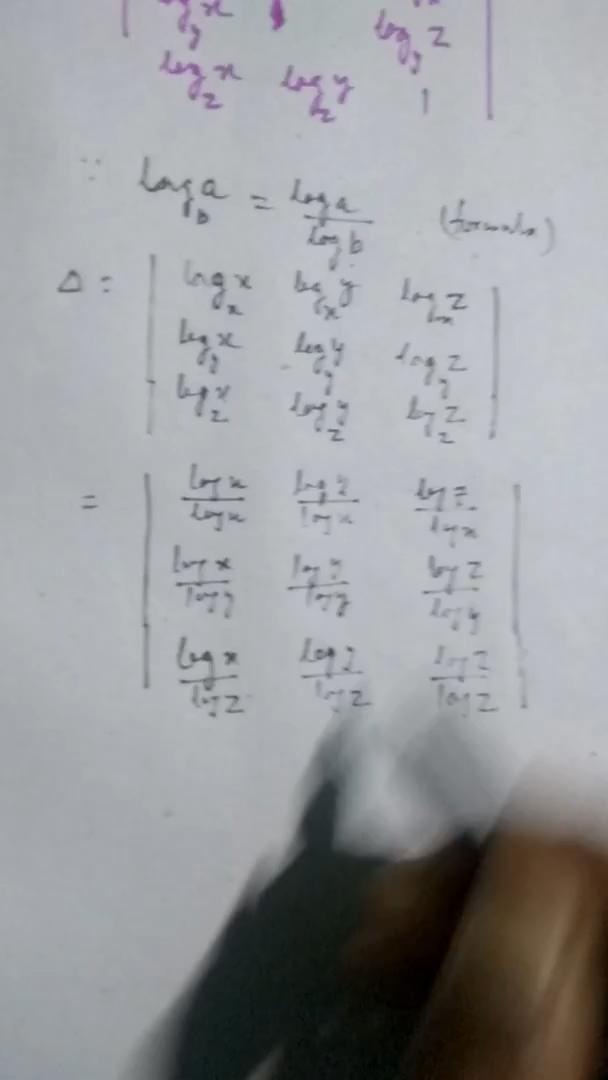 log_y x 1 log_y z
log_z x log_z y 1
∵ log_b a = log a / log b (formula)
Δ = | log_x x log_x y log_x z |
| log_y x log_y y log_y z |
| log_z x log_z y log_z z |
= | log x / log x log y / log x log z / log x |
| log x / log y log y / log y log z / log y |
| log x / log z log y / log z log z / log z |